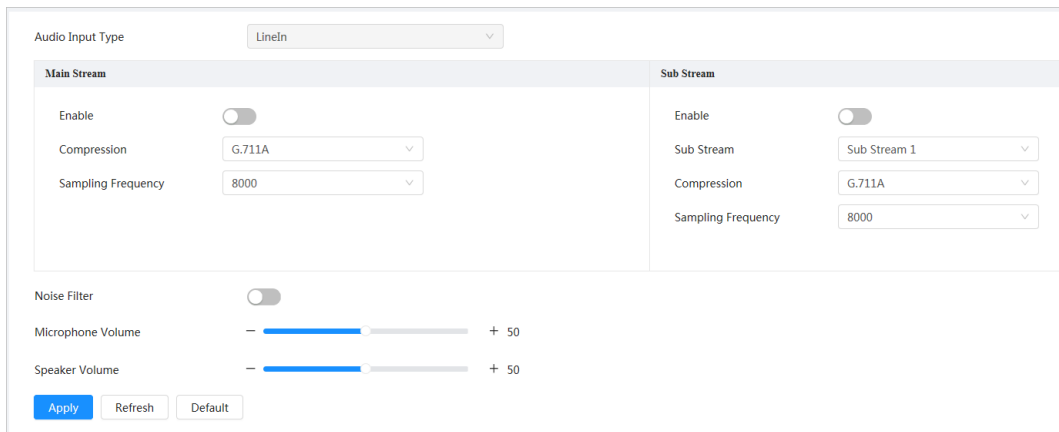 Audio Input Type LineIn
Main Stream Sub Stream
Enable Enable
Compression G.711A Sub Stream Sub Stream 1
Sampling Frequency 8000 Compression G.711A
Sampling Frequency 8000
Noise Filter
Microphone Volume − + 50
Speaker Volume − + 50
Apply Refresh Default